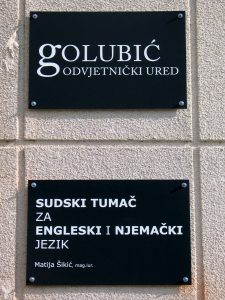 gOLUBIĆ
ODVJETNIČKI URED
SUDSKI TUMAČ
ZA
ENGLESKI I NJEMAČKI
JEZIK
Matija Šikić, mag.iur.